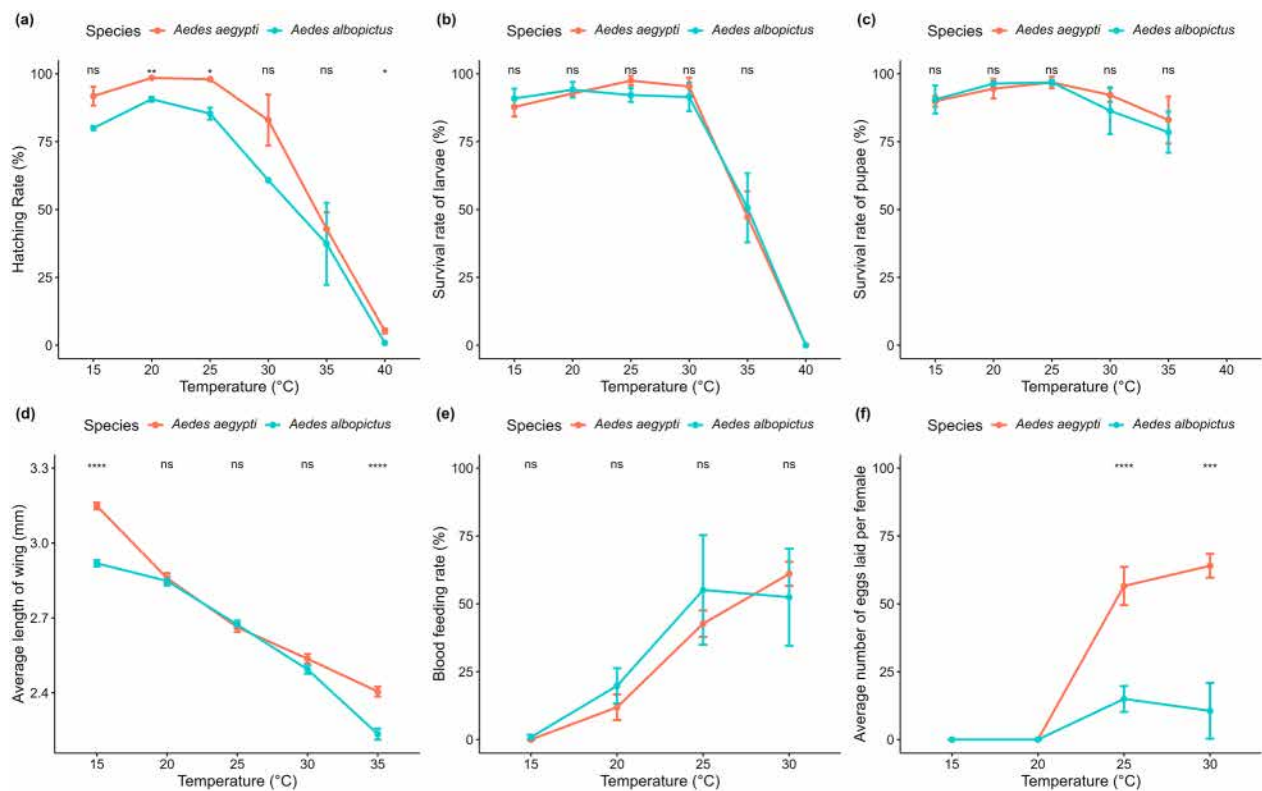 (a)
Species Aedes aegypti Aedes albopictus
ns ** * ns ns *
100
75
50
25
0
Hatching Rate (%)
15 20 25 30 35 40
Temperature (°C)
(b)
Species Aedes aegypti Aedes albopictus
ns ns ns ns ns
100
75
50
25
0
Survival rate of larvae (%)
15 20 25 30 35 40
Temperature (°C)
(c)
Species Aedes aegypti Aedes albopictus
ns ns ns ns ns
100
75
50
25
0
Survival rate of pupae (%)
15 20 25 30 35 40
Temperature (°C)
(d)
Species Aedes aegypti Aedes albopictus
**** ns ns ns ****
3.3
3.0
2.7
2.4
Average length of wing (mm)
15 20 25 30 35
Temperature (°C)
(e)
Species Aedes aegypti Aedes albopictus
ns ns ns ns
100
75
50
25
0
Blood feeding rate (%)
15 20 25 30
Temperature (°C)
(f)
Species Aedes aegypti Aedes albopictus
**** ***
100
75
50
25
0
Average number of eggs laid per female
15 20 25 30
Temperature (°C)